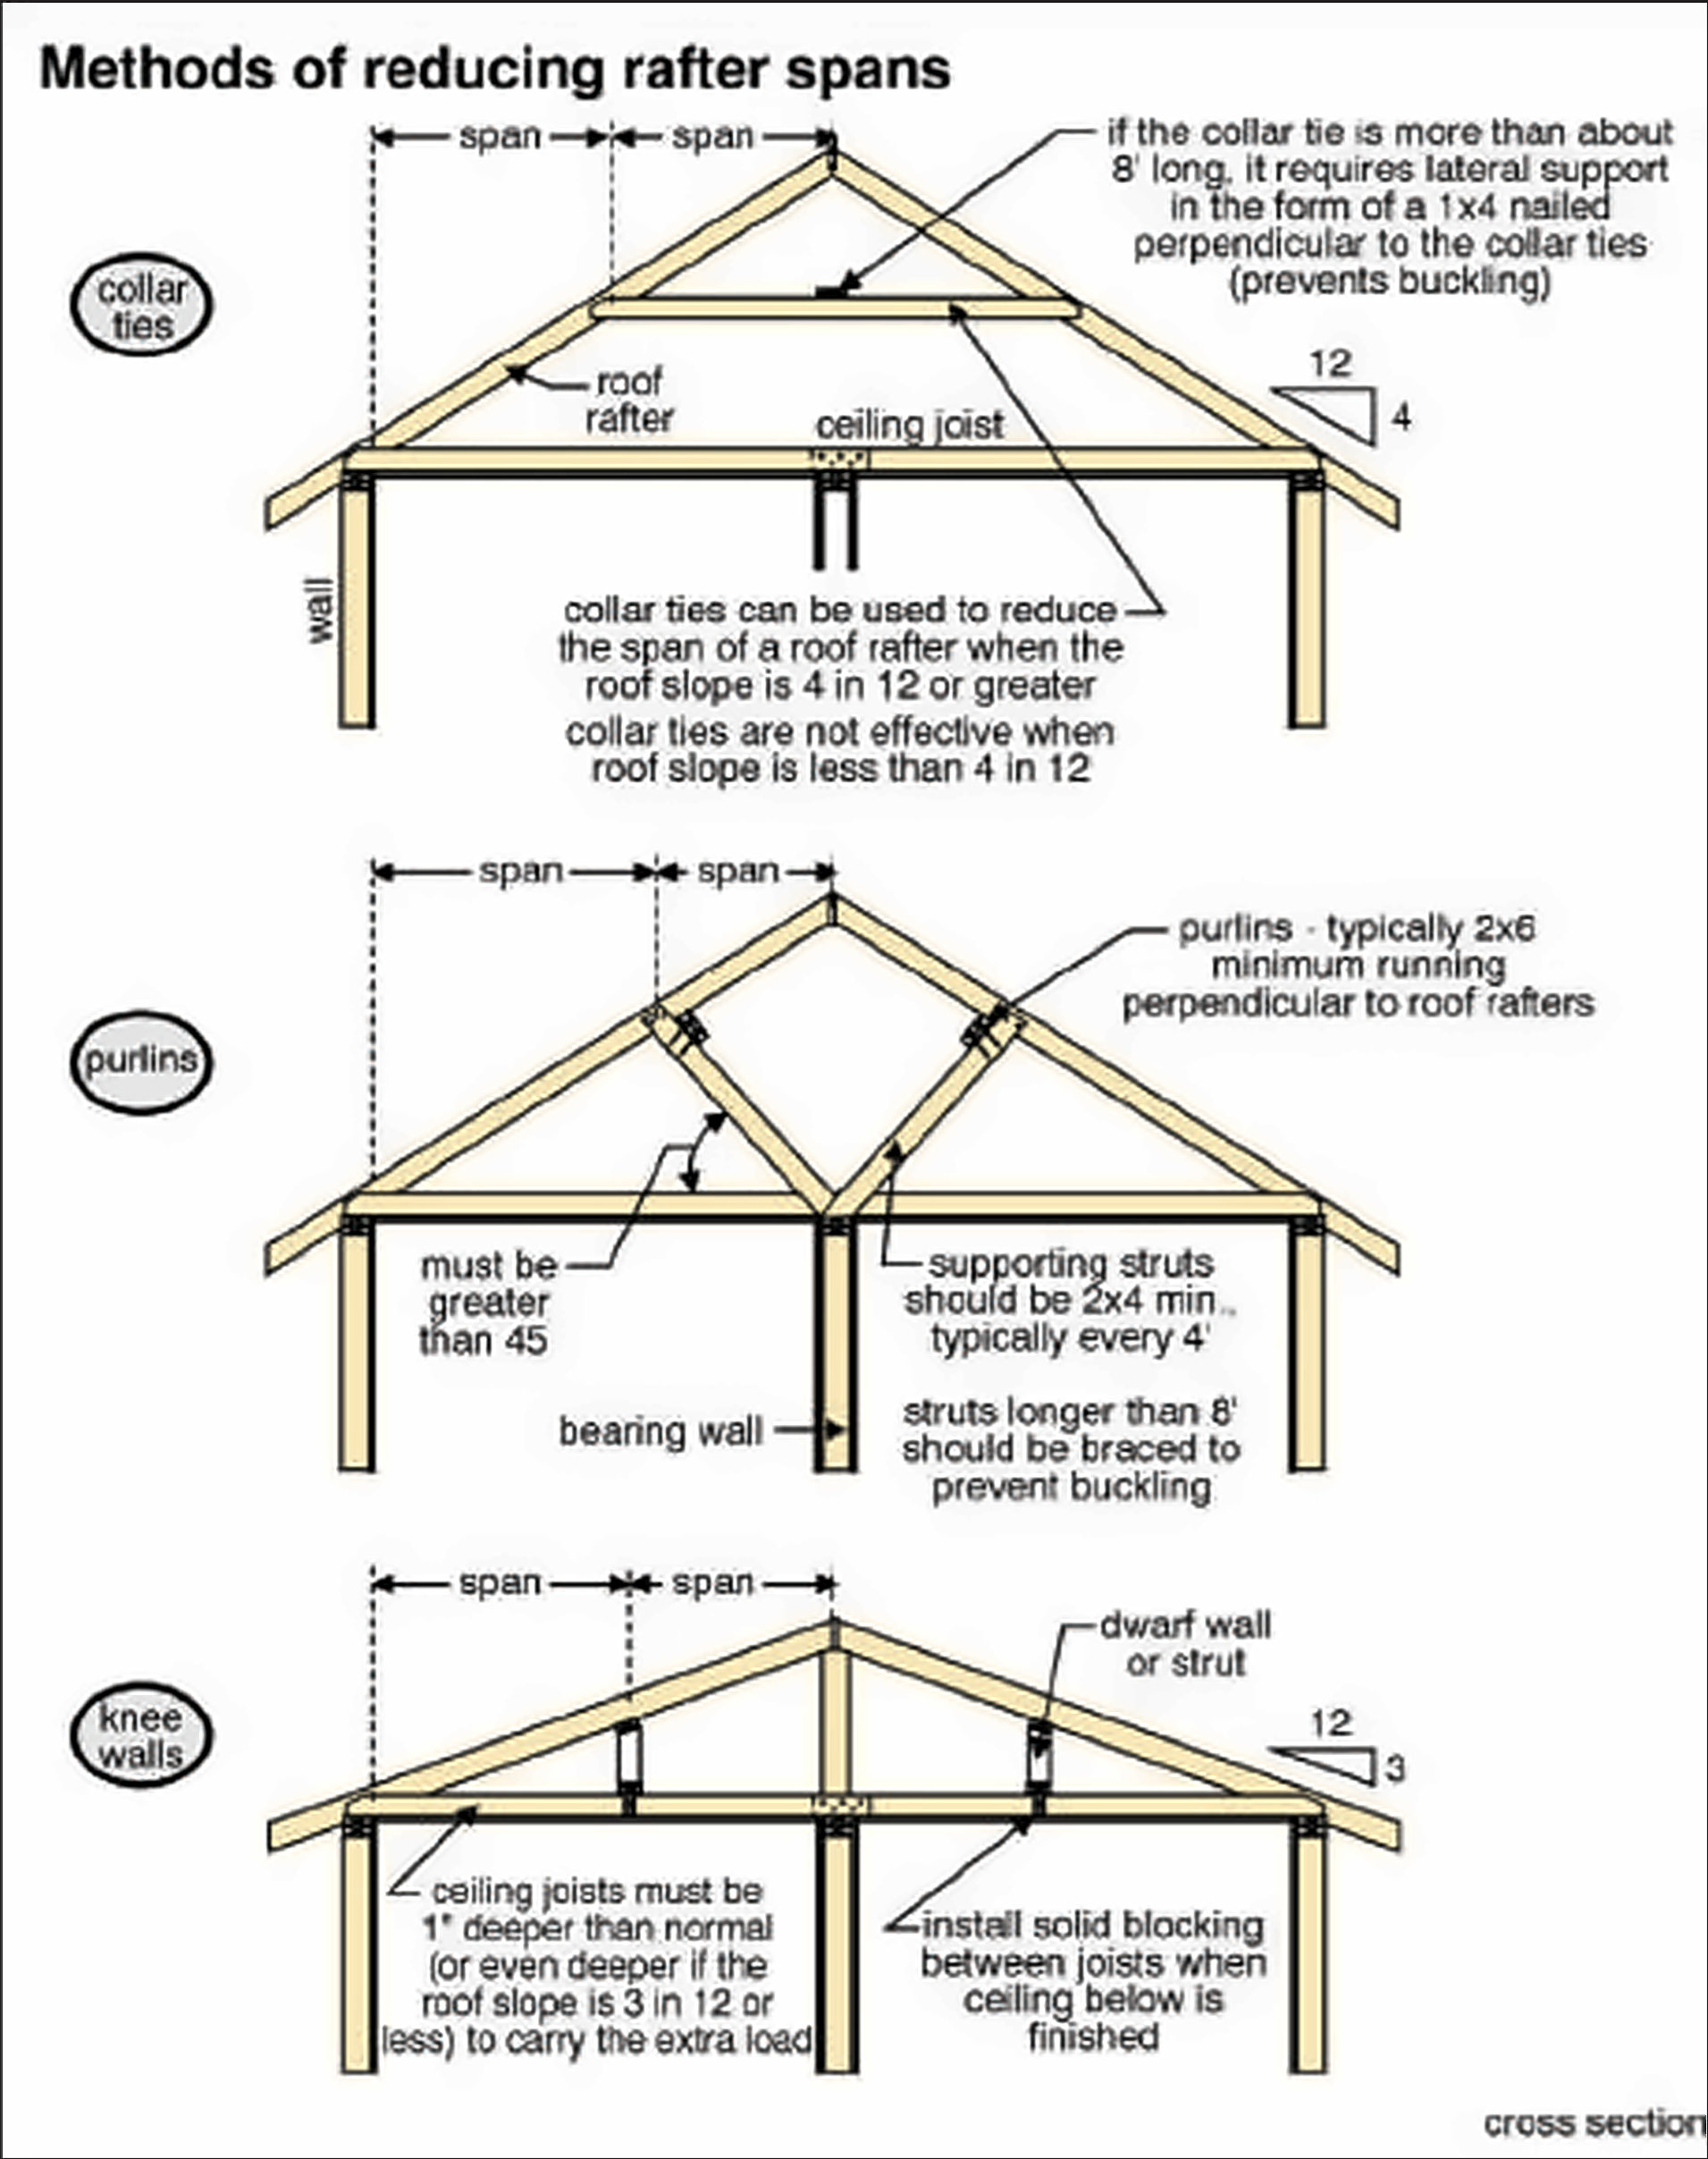 Methods of reducing rafter spans
span
span
if the collar tie is more than about
8' long, it requires lateral support
in the form of a 1x4 nailed
perpendicular to the collar ties
(prevents buckling)
collar
ties
12
4
roof
rafter
ceiling joist
wall
collar ties can be used to reduce
the span of a roof rafter when the
roof slope is 4 in 12 or greater
collar ties are not effective when
roof slope is less than 4 in 12
span
span
purlins - typically 2x6
minimum running
perpendicular to roof rafters
purlins
must be
greater
than 45
supporting struts
should be 2x4 min.,
typically every 4'
bearing wall
struts longer than 8'
should be braced to
prevent buckling
span
span
dwarf wall
or strut
knee
walls
12
3
ceiling joists must be
1" deeper than normal
(or even deeper if the
roof slope is 3 in 12 or
less) to carry the extra load
install solid blocking
between joists when
ceiling below is
finished
cross section